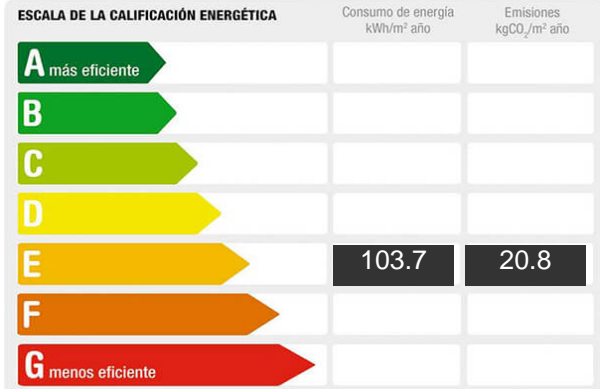 ESCALA DE LA CALIFICACIÓN ENERGÉTICA
Consumo de energía
kWh/m² año
Emisiones
kgCO₂/m² año
A más eficiente
B
C
D
E 103.7 20.8
F
G menos eficiente